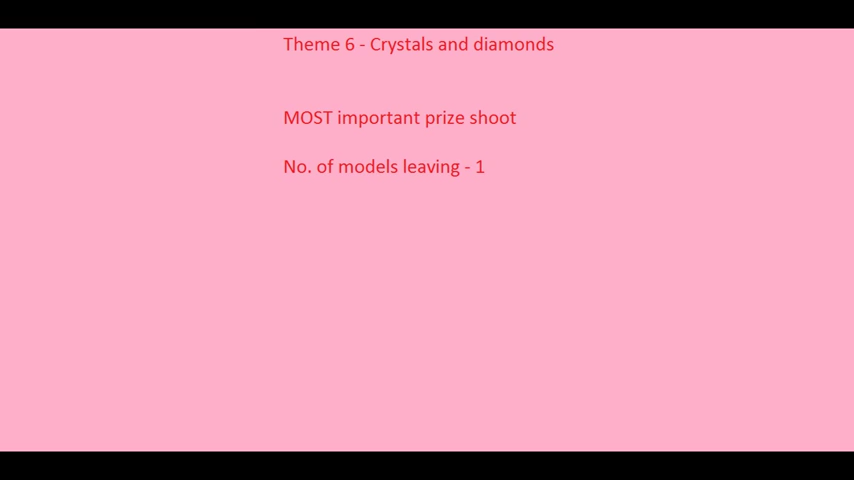 Theme 6 - Crystals and diamonds
MOST important prize shoot
No. of models leaving - 1